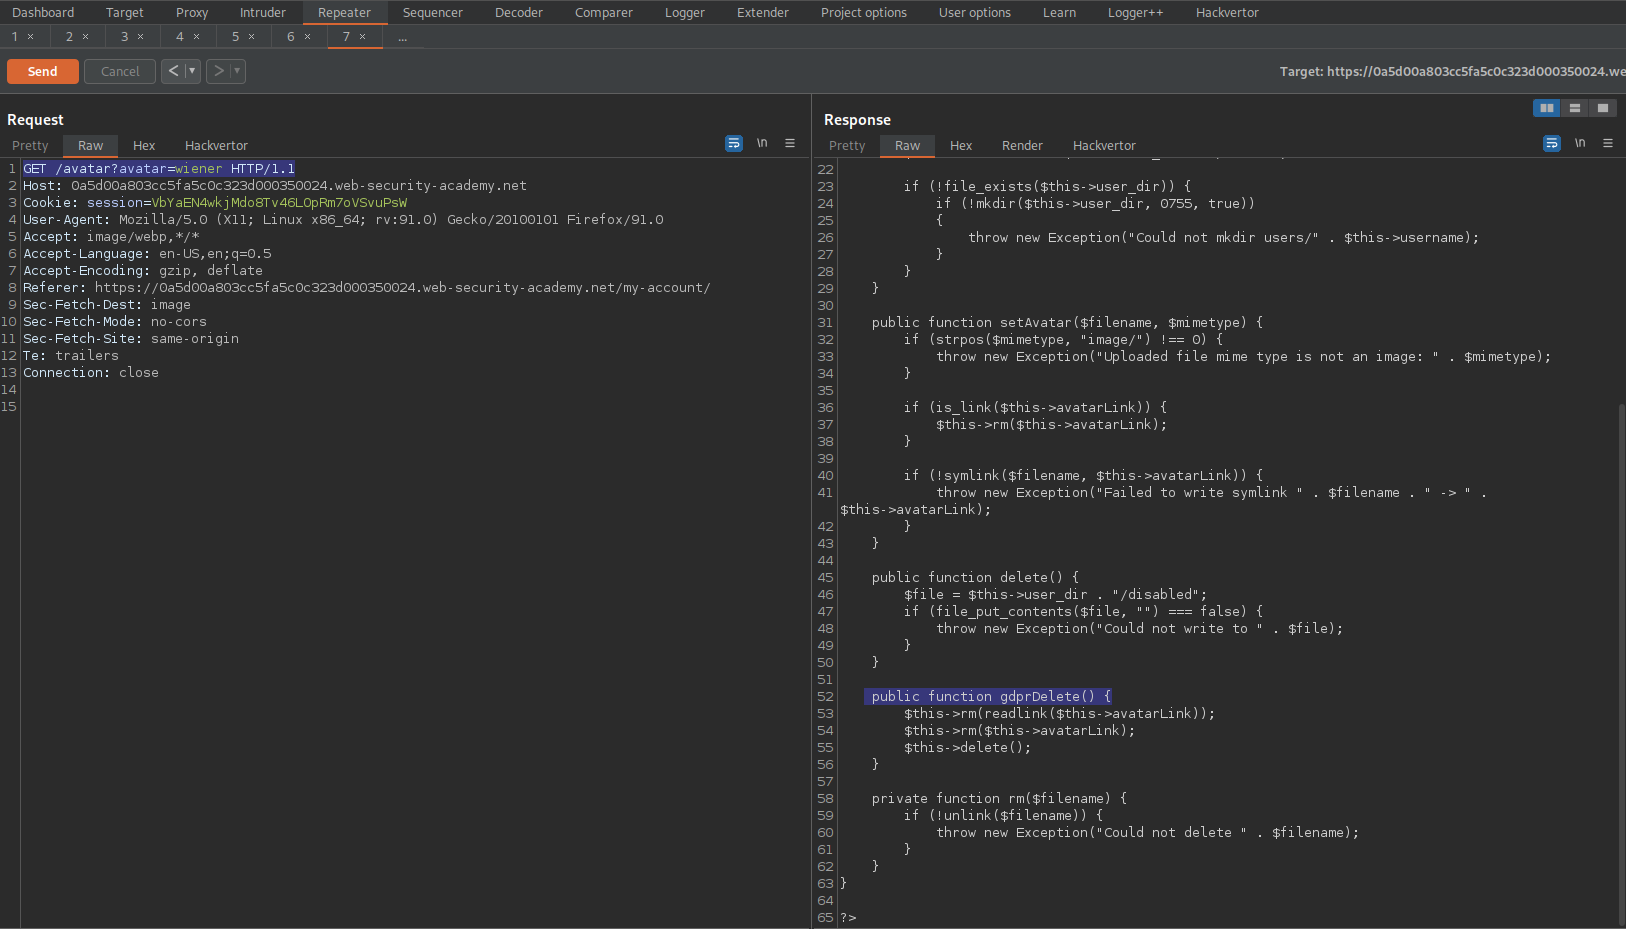 Dashboard Target Proxy Intruder Repeater Sequencer Decoder Comparer Logger Extender Project options User options Learn Logger++ Hackvertor
1 × 2 × 3 × 4 × 5 × 6 × 7 × ...
Send Cancel < ▾ > ▾ Target: https://0a5d00a803cc5fa5c0c323d000350024.we
Request
Pretty Raw Hex Hackvertor \n
1 GET /avatar?avatar=wiener HTTP/1.1
2 Host: 0a5d00a803cc5fa5c0c323d000350024.web-security-academy.net
3 Cookie: session=VbYaEN4wkjMdo8Tv46LOpRm7oVSvuPsW
4 User-Agent: Mozilla/5.0 (X11; Linux x86_64; rv:91.0) Gecko/20100101 Firefox/91.0
5 Accept: image/webp,*/*
6 Accept-Language: en-US,en;q=0.5
7 Accept-Encoding: gzip, deflate
8 Referer: https://0a5d00a803cc5fa5c0c323d000350024.web-security-academy.net/my-account/
9 Sec-Fetch-Dest: image
10 Sec-Fetch-Mode: no-cors
11 Sec-Fetch-Site: same-origin
12 Te: trailers
13 Connection: close
14
15
Response
Pretty Raw Hex Render Hackvertor \n
22
23 if (!file_exists($this->user_dir)) {
24 if (!mkdir($this->user_dir, 0755, true))
25 {
26 throw new Exception("Could not mkdir users/" . $this->username);
27 }
28 }
29 }
30
31 public function setAvatar($filename, $mimetype) {
32 if (strpos($mimetype, "image/") !== 0) {
33 throw new Exception("Uploaded file mime type is not an image: " . $mimetype);
34 }
35
36 if (is_link($this->avatarLink)) {
37 $this->rm($this->avatarLink);
38 }
39
40 if (!symlink($filename, $this->avatarLink)) {
41 throw new Exception("Failed to write symlink " . $filename . " -> " .
$this->avatarLink);
42 }
43 }
44
45 public function delete() {
46 $file = $this->user_dir . "/disabled";
47 if (file_put_contents($file, "") === false) {
48 throw new Exception("Could not write to " . $file);
49 }
50 }
51
52 public function gdprDelete() {
53 $this->rm(readlink($this->avatarLink));
54 $this->rm($this->avatarLink);
55 $this->delete();
56 }
57
58 private function rm($filename) {
59 if (!unlink($filename)) {
60 throw new Exception("Could not delete " . $filename);
61 }
62 }
63 }
64
65 ?>